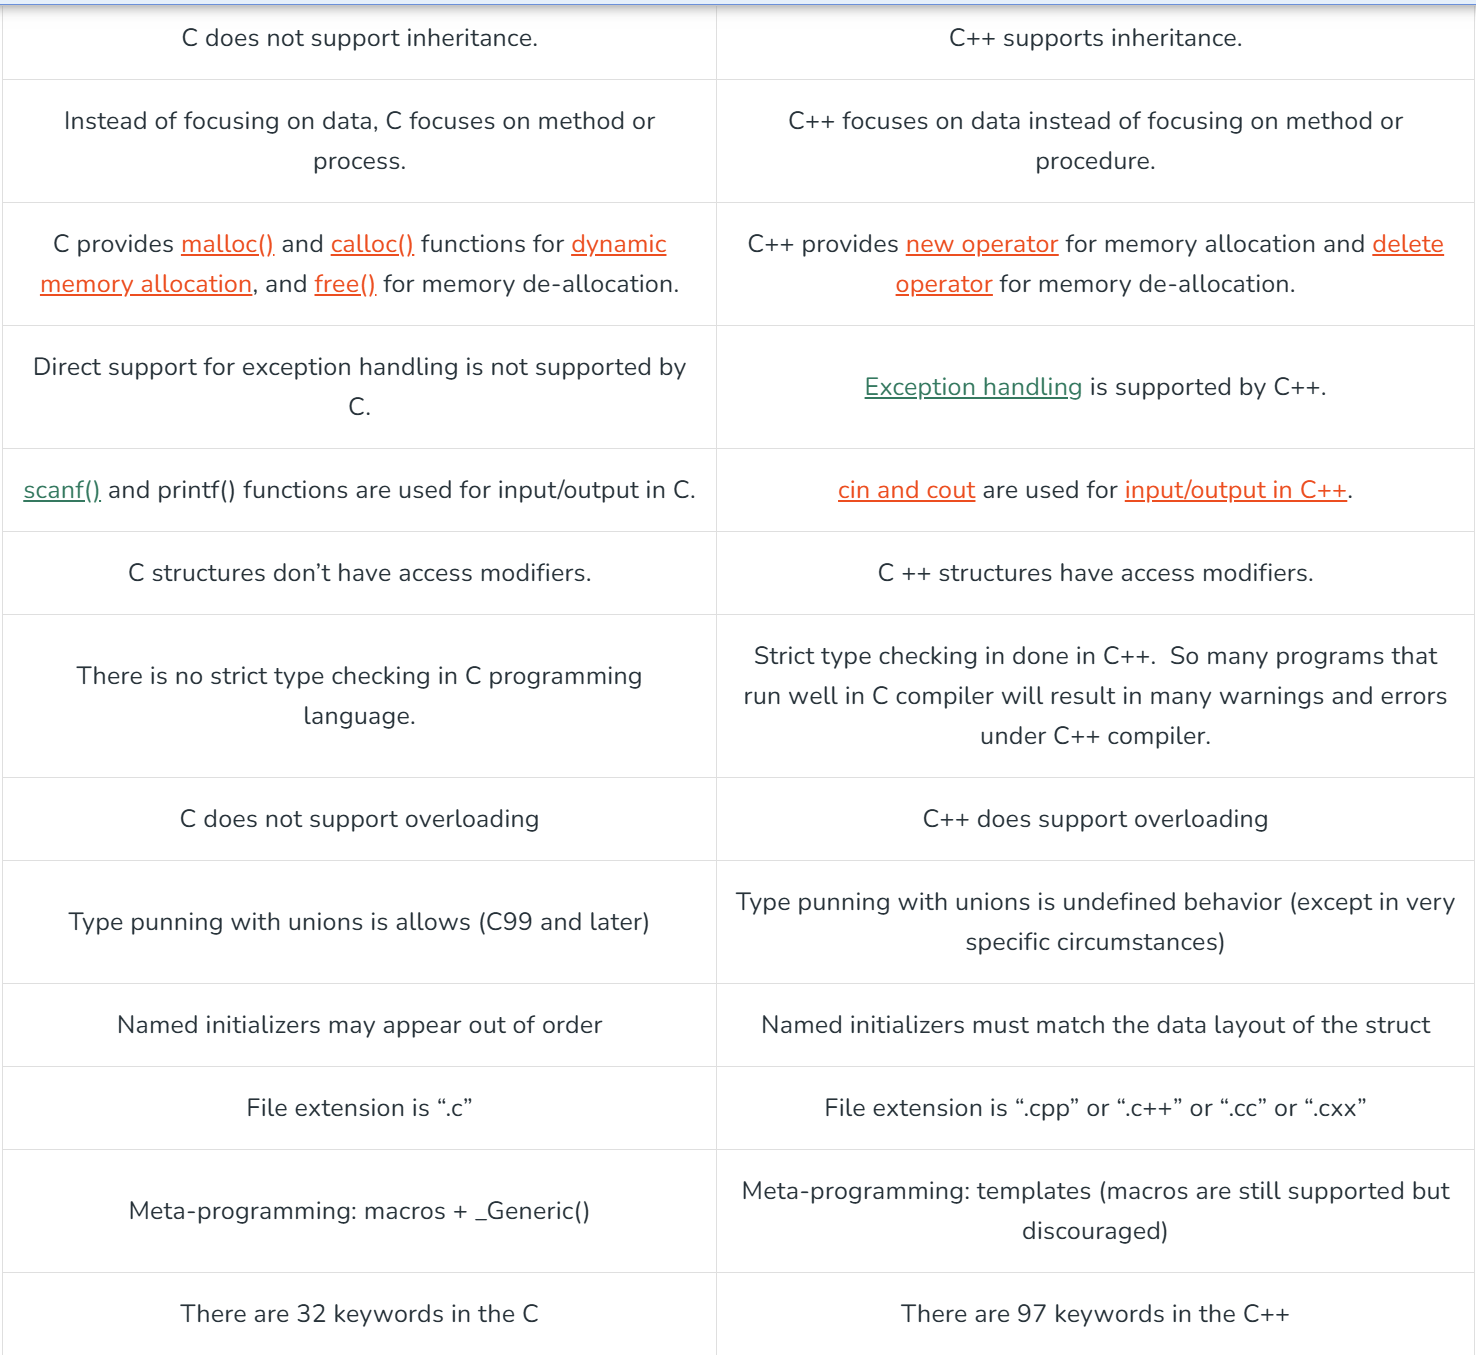 C does not support inheritance.
C++ supports inheritance.
Instead of focusing on data, C focuses on method or
process.
C++ focuses on data instead of focusing on method or
procedure.
C provides malloc() and calloc() functions for dynamic
memory allocation, and free() for memory de-allocation.
C++ provides new operator for memory allocation and delete
operator for memory de-allocation.
Direct support for exception handling is not supported by
C.
Exception handling is supported by C++.
scanf() and printf() functions are used for input/output in C.
cin and cout are used for input/output in C++.
C structures don’t have access modifiers.
C ++ structures have access modifiers.
There is no strict type checking in C programming
language.
Strict type checking in done in C++.  So many programs that
run well in C compiler will result in many warnings and errors
under C++ compiler.
C does not support overloading
C++ does support overloading
Type punning with unions is allows (C99 and later)
Type punning with unions is undefined behavior (except in very
specific circumstances)
Named initializers may appear out of order
Named initializers must match the data layout of the struct
File extension is “.c”
File extension is “.cpp” or “.c++” or “.cc” or “.cxx”
Meta-programming: macros + _Generic()
Meta-programming: templates (macros are still supported but
discouraged)
There are 32 keywords in the C
There are 97 keywords in the C++